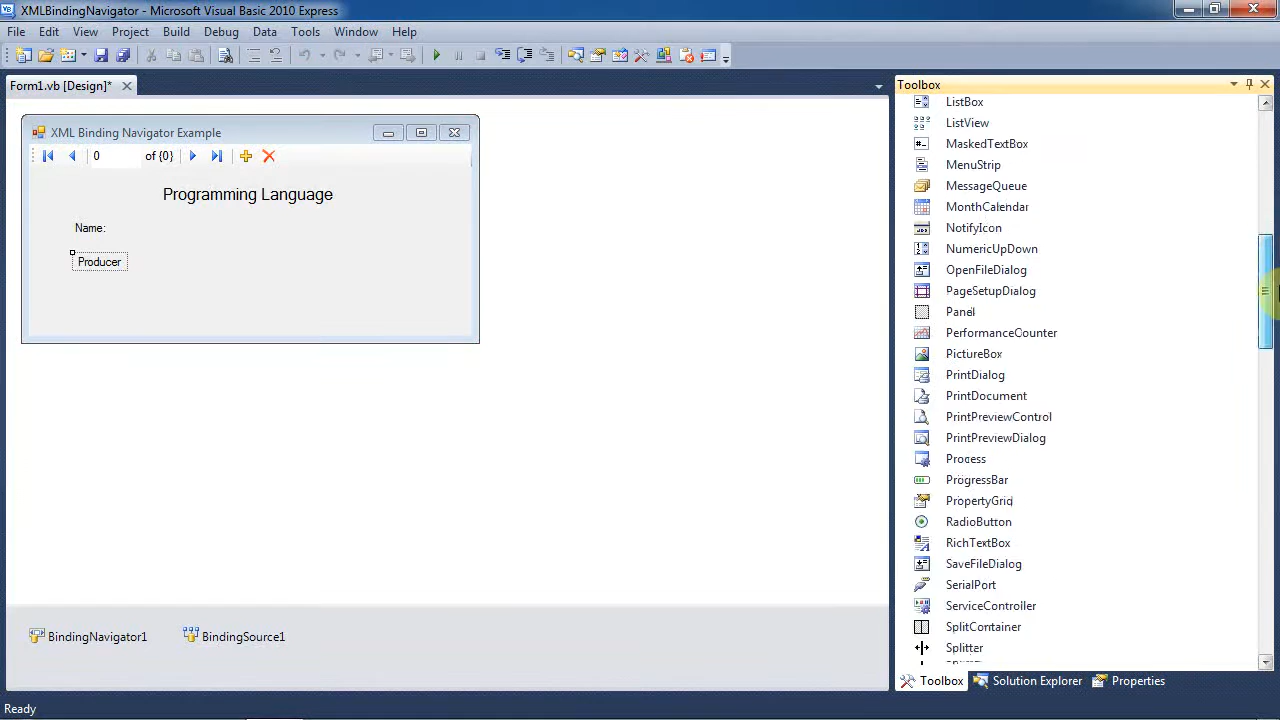 XMLBindingNavigator - Microsoft Visual Basic 2010 Express
File Edit View Project Build Debug Data Tools Window Help
Form1.vb [Design]*
XML Binding Navigator Example
0 of {0}
Programming Language
Name:
Producer
BindingNavigator1 BindingSource1
Toolbox
ListBox
ListView
MaskedTextBox
MenuStrip
MessageQueue
MonthCalendar
NotifyIcon
NumericUpDown
OpenFileDialog
PageSetupDialog
Panel
PerformanceCounter
PictureBox
PrintDialog
PrintDocument
PrintPreviewControl
PrintPreviewDialog
Process
ProgressBar
PropertyGrid
RadioButton
RichTextBox
SaveFileDialog
SerialPort
ServiceController
SplitContainer
Splitter
Toolbox Solution Explorer Properties
Ready